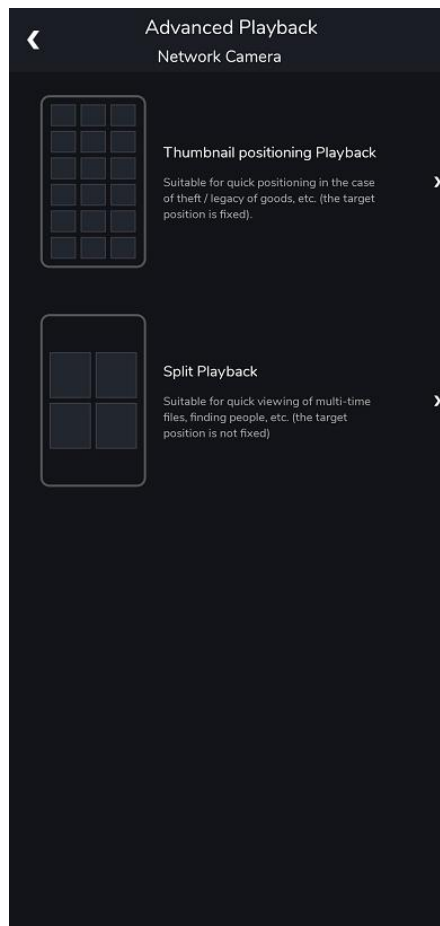 Advanced Playback
Network Camera
Thumbnail positioning Playback
Suitable for quick positioning in the case
of theft / legacy of goods, etc. (the target
position is fixed).
Split Playback
Suitable for quick viewing of multi-time
files, finding people, etc. (the target
position is not fixed)